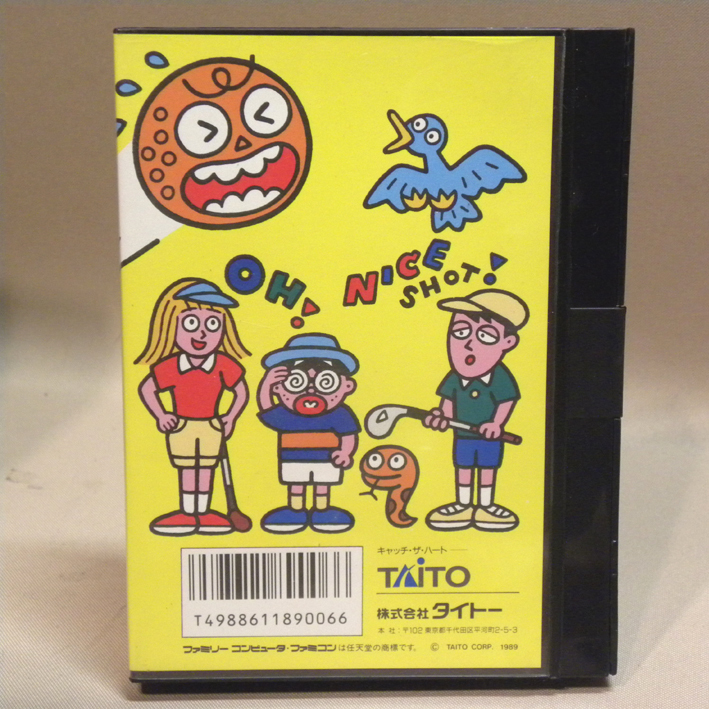 OH!
NICE
SHOT!
キャッチ・ザ・ハート
TAITO
株式会社 タイトー
本 社:〒102 東京都千代田区平河町2-5-3
T4988611890066
ファミリー コンピュータ・ファミコンは任天堂の商標です。 © TAITO CORP. 1989